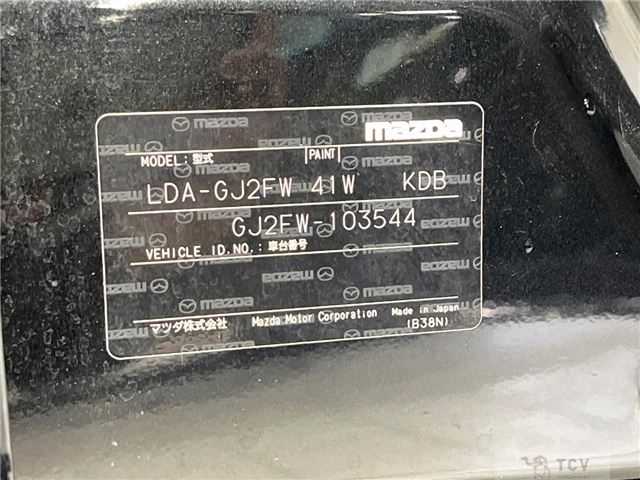 mazda
MODEL: 型式 PAINT
LDA-GJ2FW 41W KDB
GJ2FW-103544
VEHICLE ID.NO.: 車台番号
マツダ株式会社 Mazda Motor Corporation Made in Japan
(B38N)
TCV